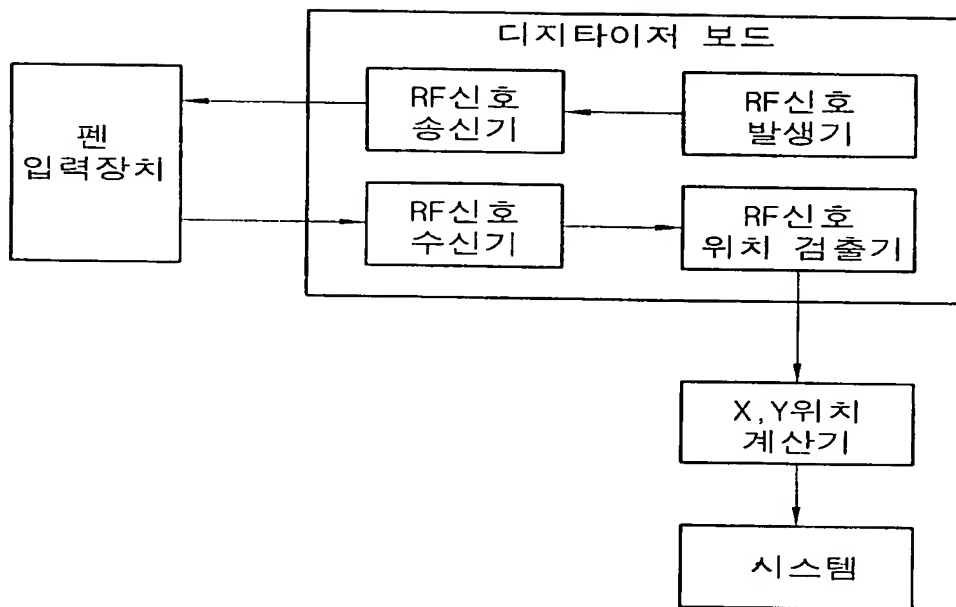 디지타이저 보드
펜
입력장치
RF신호
송신기
RF신호
발생기
RF신호
수신기
RF신호
위치 검출기
X,Y위치
계산기
시스템